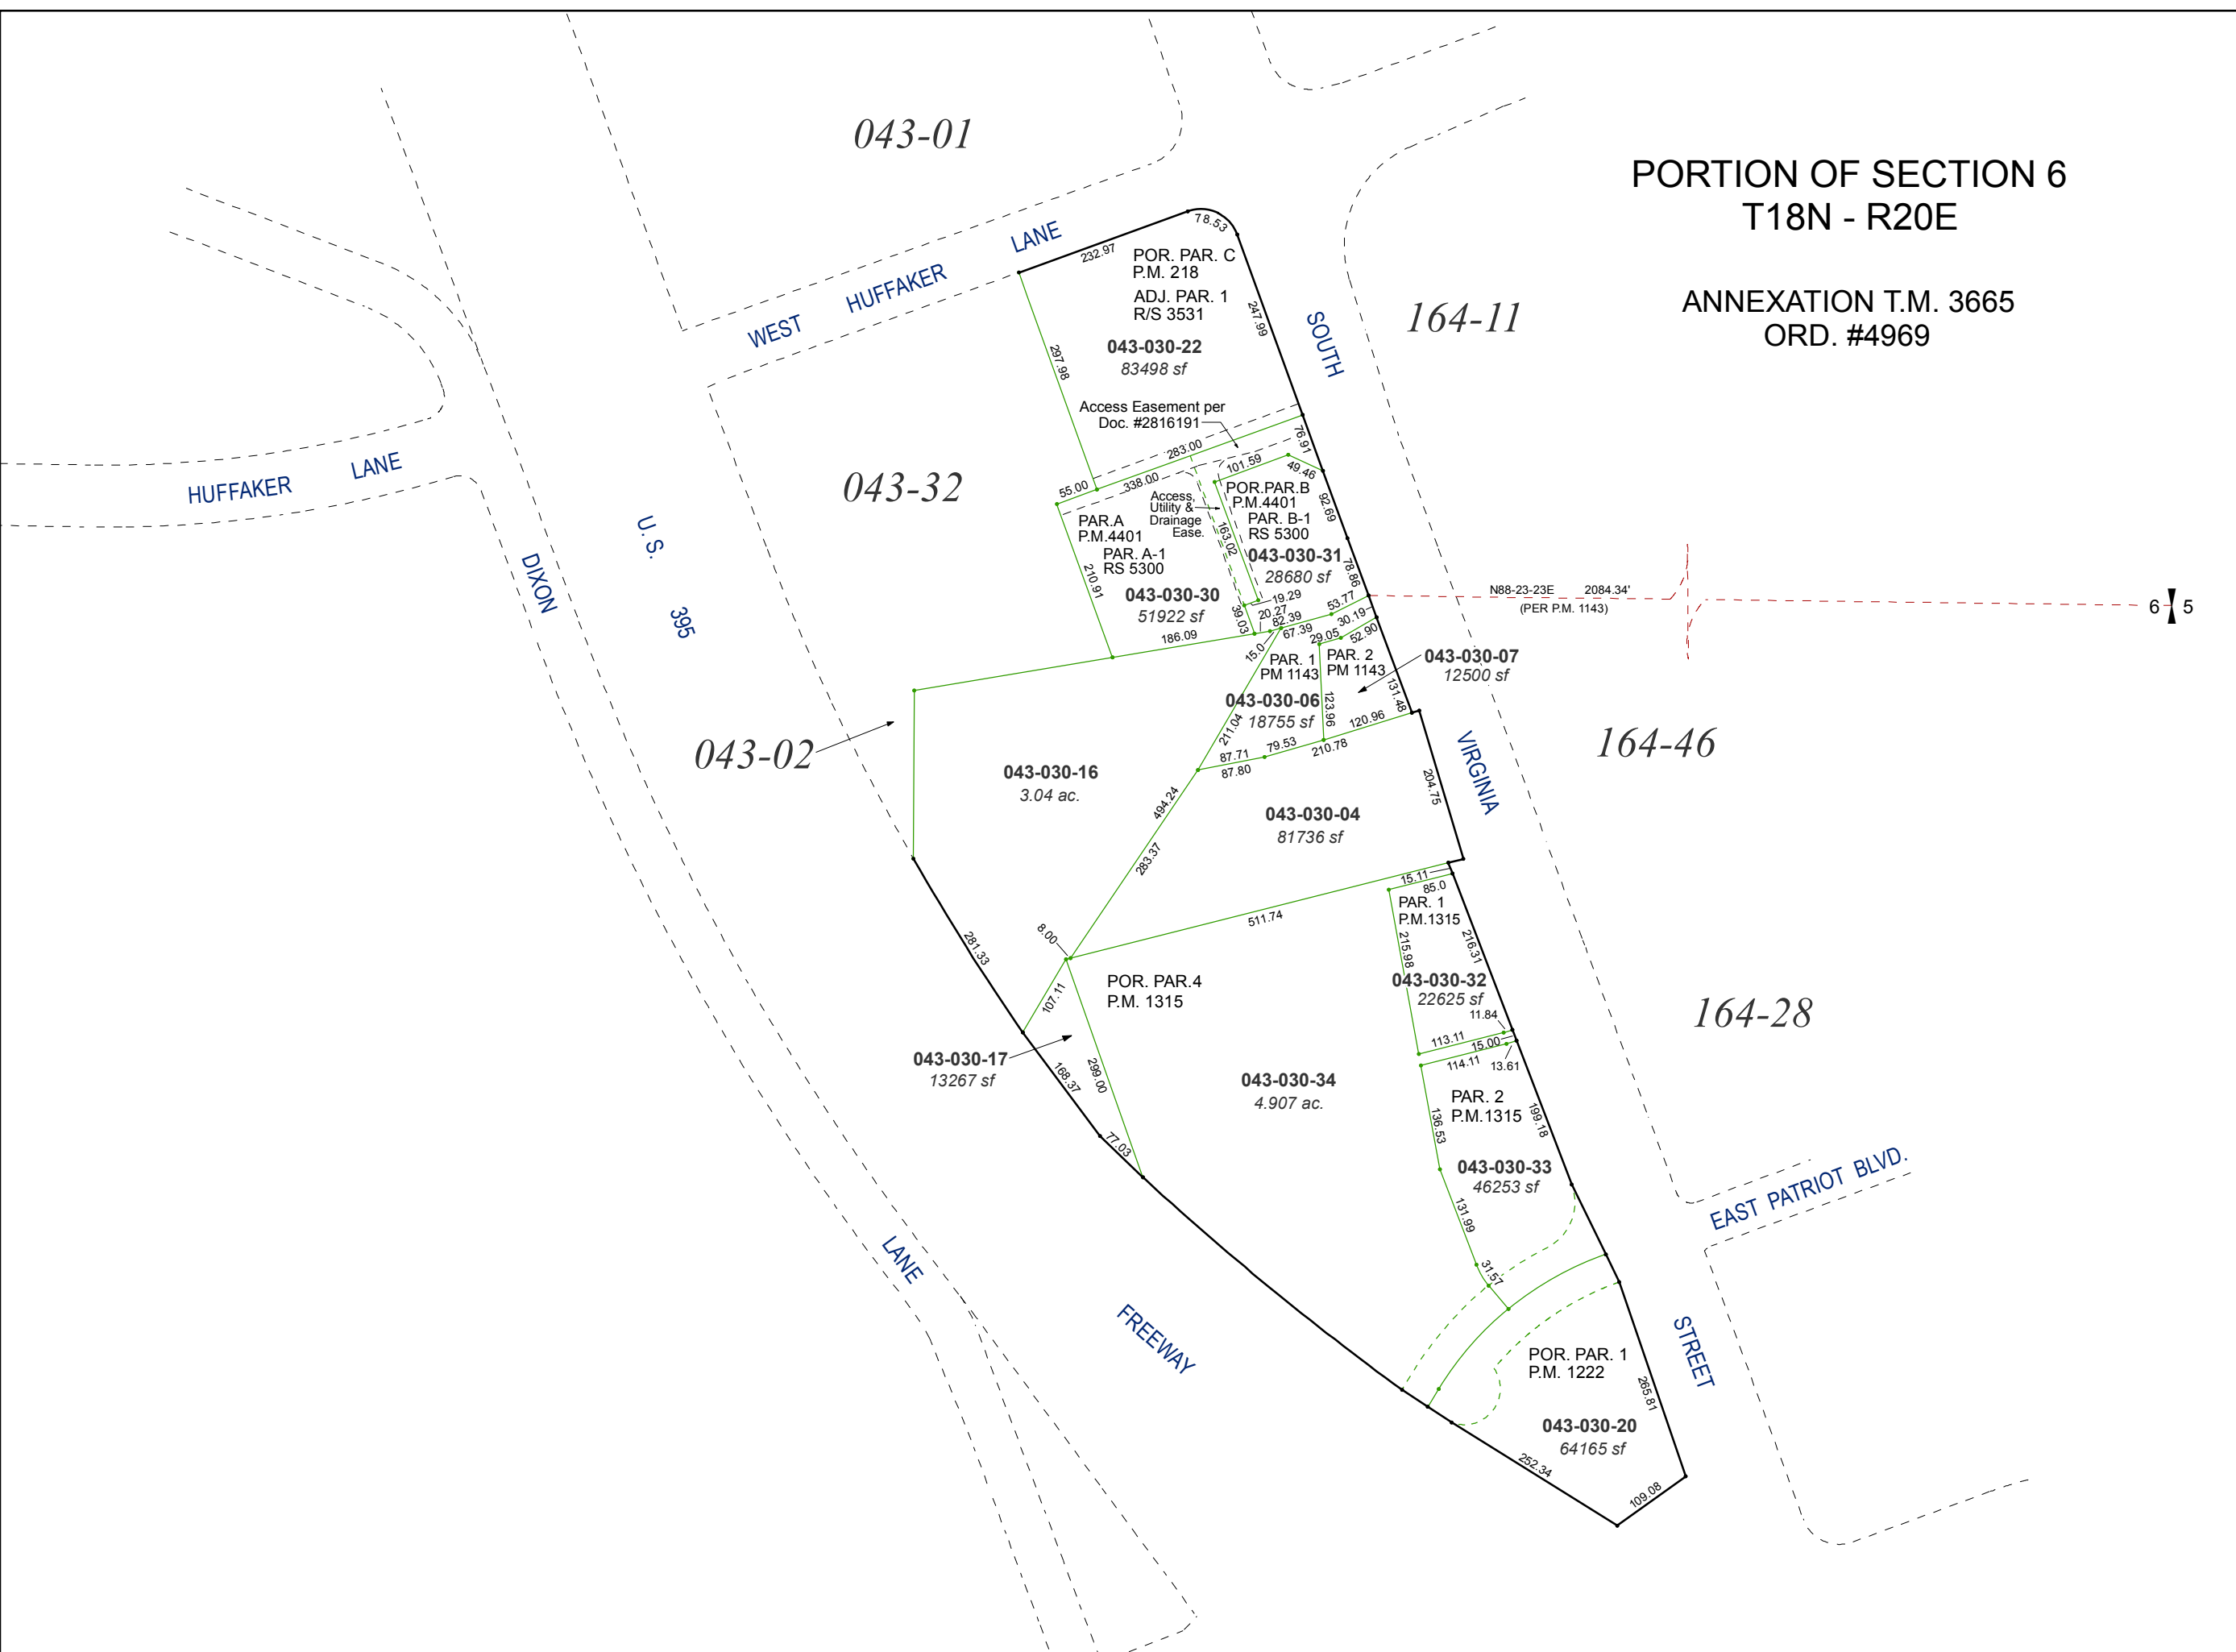 043-01
PORTION OF SECTION 6
T18N - R20E
ANNEXATION T.M. 3665
ORD. #4969
WEST HUFFAKER LANE
232.97
78.53
POR. PAR. C
P.M. 218
ADJ. PAR. 1
R/S 3531
043-030-22
83498 sf
297.98
247.99
SOUTH
164-11
Access Easement per
Doc. #2816191
283.00
76.91
HUFFAKER LANE
043-32
55.00
338.00
101.59
49.46
92.69
Access,
Utility &
Drainage
Ease.
163.02
POR.PAR.B
P.M.4401
PAR. B-1
RS 5300
043-030-31
28680 sf
78.86
PAR.A
P.M.4401
PAR. A-1
RS 5300
043-030-30
51922 sf
210.91
39.03
186.09
19.29
20.27
82.39
53.77
67.39
30.19
29.05
52.90
15.0
N88-23-23E 2084.34'
(PER P.M. 1143)
6 5
U. S. 395
DIXON
PAR. 1
PM 1143
043-030-06
18755 sf
PAR. 2
PM 1143
043-030-07
12500 sf
123.96
131.48
211.04
87.71
79.53
120.96
87.80
210.78
043-02
043-030-16
3.04 ac.
494.24
283.37
043-030-04
81736 sf
204.75
VIRGINIA
164-46
511.74
15.11
85.0
PAR. 1
P.M.1315
215.98
216.31
043-030-32
22625 sf
11.84
113.11
15.00
114.11
13.61
8.00
281.33
107.11
POR. PAR.4
P.M. 1315
043-030-17
13267 sf
168.37
299.00
77.03
043-030-34
4.907 ac.
164-28
PAR. 2
P.M.1315
136.53
199.18
043-030-33
46253 sf
131.99
31.57
EAST PATRIOT BLVD.
LANE
FREEWAY
STREET
POR. PAR. 1
P.M. 1222
265.81
043-030-20
64165 sf
252.34
109.08